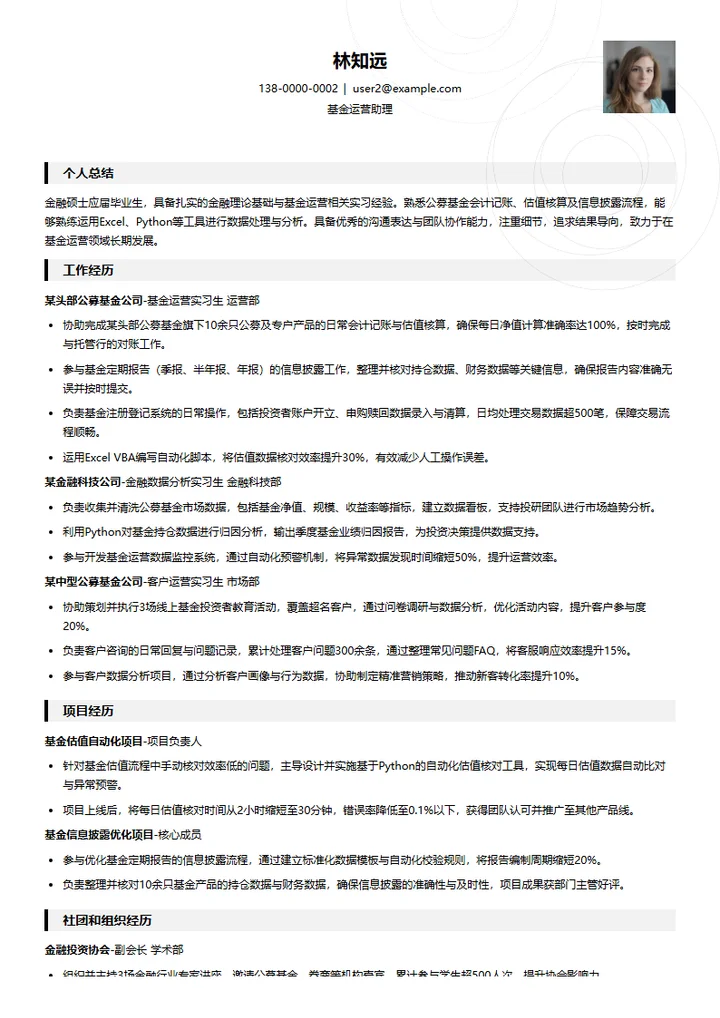 林知远
138-0000-0002 | user2@example.com
基金运营助理
个人总结
金融硕士应届毕业生，具备扎实的金融理论基础与基金运营相关实习经验。熟悉公募基金会计记账、估值核算及信息披露流程，能
够熟练运用Excel、Python等工具进行数据处理与分析。具备优秀的沟通表达与团队协作能力，注重细节，追求结果导向，致力于在
基金运营领域长期发展。
工作经历
某头部公募基金公司-基金运营实习生 运营部
• 协助完成某头部公募基金旗下10余只公募及专户产品的日常会计记账与估值核算，确保每日净值计算准确率达100%，按时完成
与托管行的对账工作。
• 参与基金定期报告（季报、半年报、年报）的信息披露工作，整理并核对持仓数据、财务数据等关键信息，确保报告内容准确无
误并按时提交。
• 负责基金注册登记系统的日常操作，包括投资者账户开立、申购赎回数据录入与清算，日均处理交易数据超500笔，保障交易流
程顺畅。
• 运用Excel VBA编写自动化脚本，将估值数据核对效率提升30%，有效减少人工操作误差。
某金融科技公司-金融数据分析实习生 金融科技部
• 负责收集并清洗公募基金市场数据，包括基金净值、规模、收益率等指标，建立数据看板，支持投研团队进行市场趋势分析。
• 利用Python对基金持仓数据进行归因分析，输出季度基金业绩归因报告，为投资决策提供数据支持。
• 参与开发基金运营数据监控系统，通过自动化预警机制，将异常数据发现时间缩短50%，提升运营效率。
某中型公募基金公司-客户运营实习生 市场部
• 协助策划并执行3场线上基金投资者教育活动，覆盖超名客户，通过问卷调研与数据分析，优化活动内容，提升客户参与度
20%。
• 负责客户咨询的日常回复与问题记录，累计处理客户问题300余条，通过整理常见问题FAQ，将客服响应效率提升15%。
• 参与客户数据分析项目，通过分析客户画像与行为数据，协助制定精准营销策略，推动新客转化率提升10%。
项目经历
基金估值自动化项目-项目负责人
• 针对基金估值流程中手动核对效率低的问题，主导设计并实施基于Python的自动化估值核对工具，实现每日估值数据自动比对
与异常预警。
• 项目上线后，将每日估值核对时间从2小时缩短至30分钟，错误率降低至0.1%以下，获得团队认可并推广至其他产品线。
基金信息披露优化项目-核心成员
• 参与优化基金定期报告的信息披露流程，通过建立标准化数据模板与自动化校验规则，将报告编制周期缩短20%。
• 负责整理并核对10余只基金产品的持仓数据与财务数据，确保信息披露的准确性与及时性，项目成果获部门主管好评。
社团和组织经历
金融投资协会-副会长 学术部
• 组织并主持3场金融行业专家讲座，邀请公募基金、券商等机构嘉宾，累计参与学生超500人次，提升协会影响力。